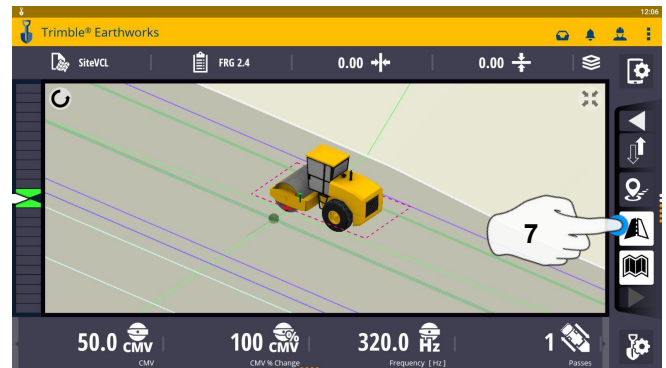 12:06
Trimble® Earthworks
SiteVCL FRG 2.4 0.00 0.00
7
50.0 CMV 100 CMV % 320.0 Hz 1
CMV CMV % Change Frequency [Hz] Passes